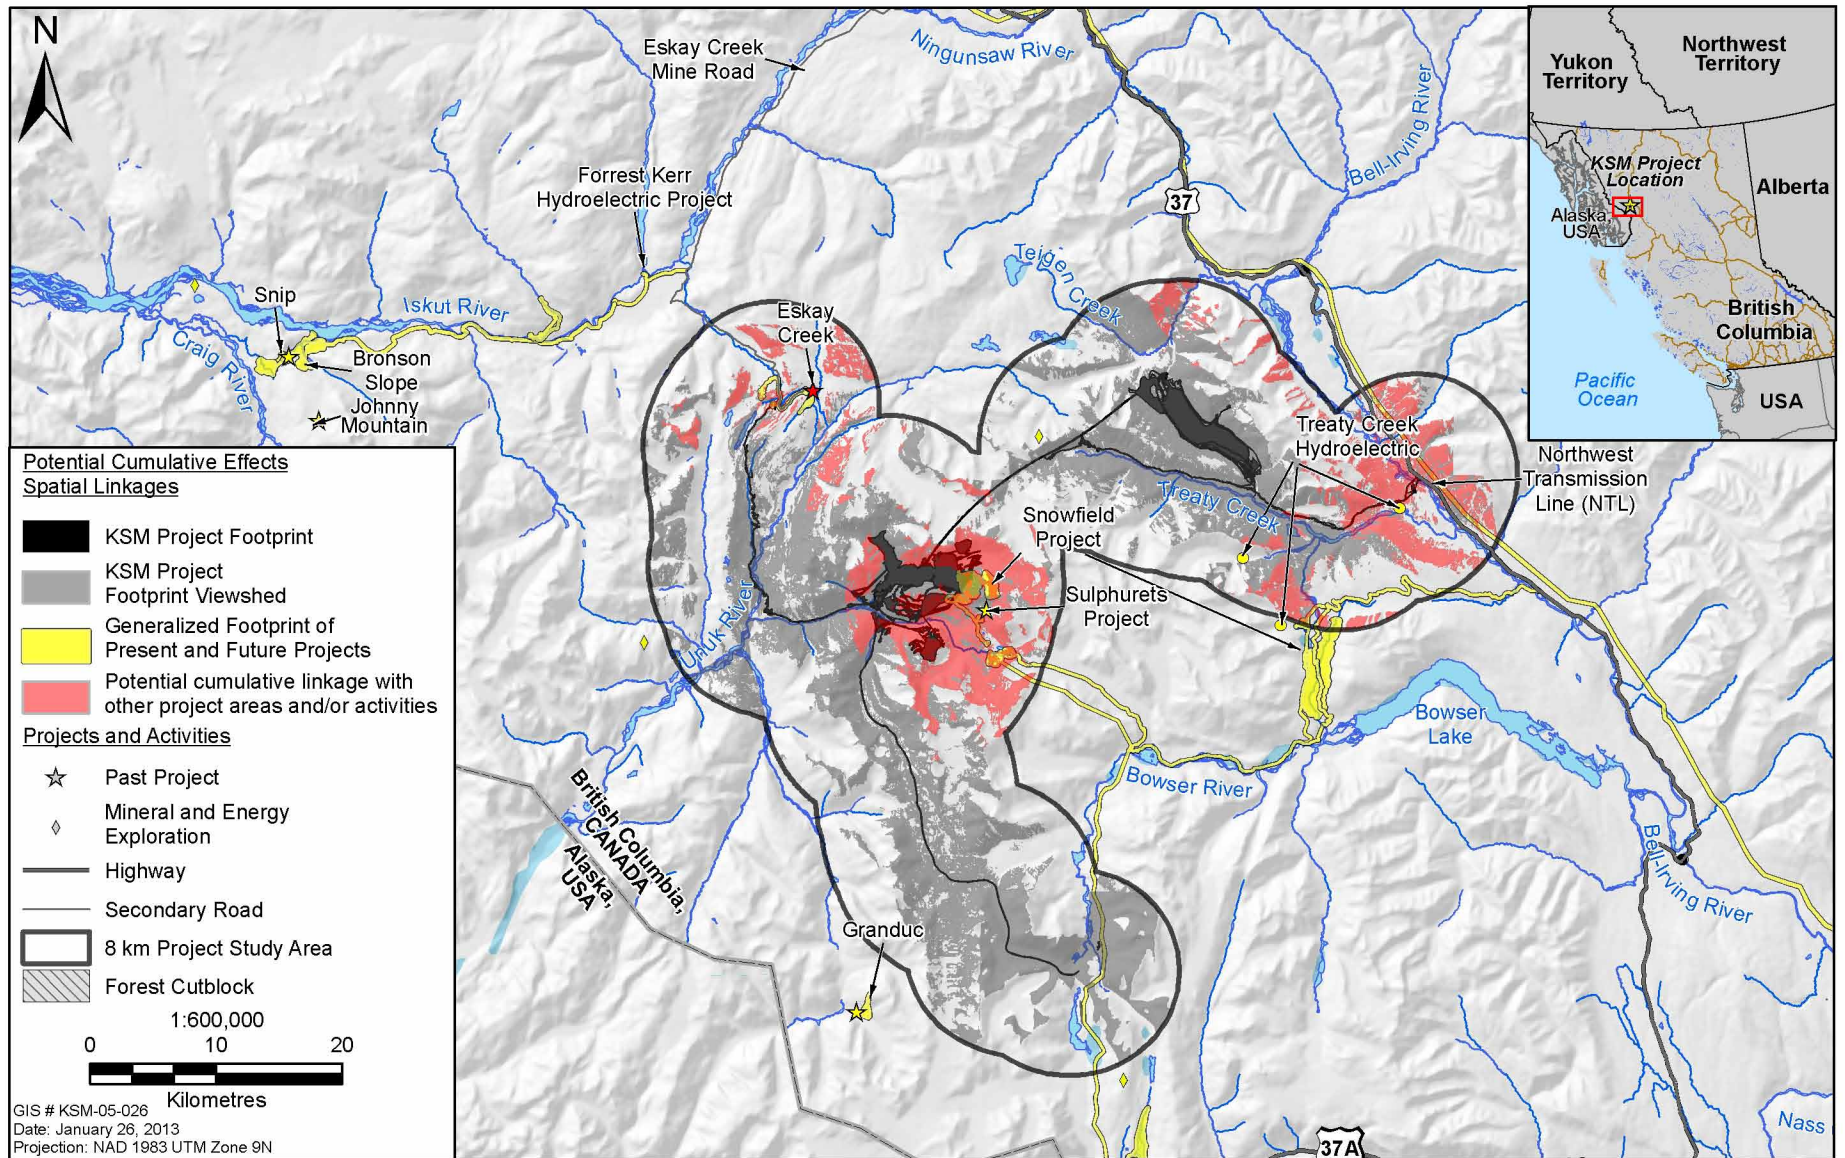 N
Eskay Creek
Mine Road
Ningunsaw River
Bell-Irving River
Forrest Kerr
Hydroelectric Project
37
Teigen Creek
Snip
Iskut River
Craig River
Bronson
Slope
Johnny
Mountain
Eskay
Creek
Yukon
Territory
Northwest
Territory
KSM Project
Location
Alberta
Alaska,
USA
British
Columbia
Pacific
Ocean
USA
Treaty Creek
Hydroelectric
Northwest
Transmission
Line (NTL)
Treaty Creek
Snowfield
Project
Sulphurets
Project
Unuk River
Bowser
Lake
Bowser River
British Columbia,
CANADA
Alaska,
USA
Bell-Irving River
Granduc
37A
Nass
Potential Cumulative Effects
Spatial Linkages
KSM Project Footprint
KSM Project
Footprint Viewshed
Generalized Footprint of
Present and Future Projects
Potential cumulative linkage with
other project areas and/or activities
Projects and Activities
Past Project
Mineral and Energy
Exploration
Highway
Secondary Road
8 km Project Study Area
Forest Cutblock
1:600,000
0 10 20
Kilometres
GIS # KSM-05-026
Date: January 26, 2013
Projection: NAD 1983 UTM Zone 9N